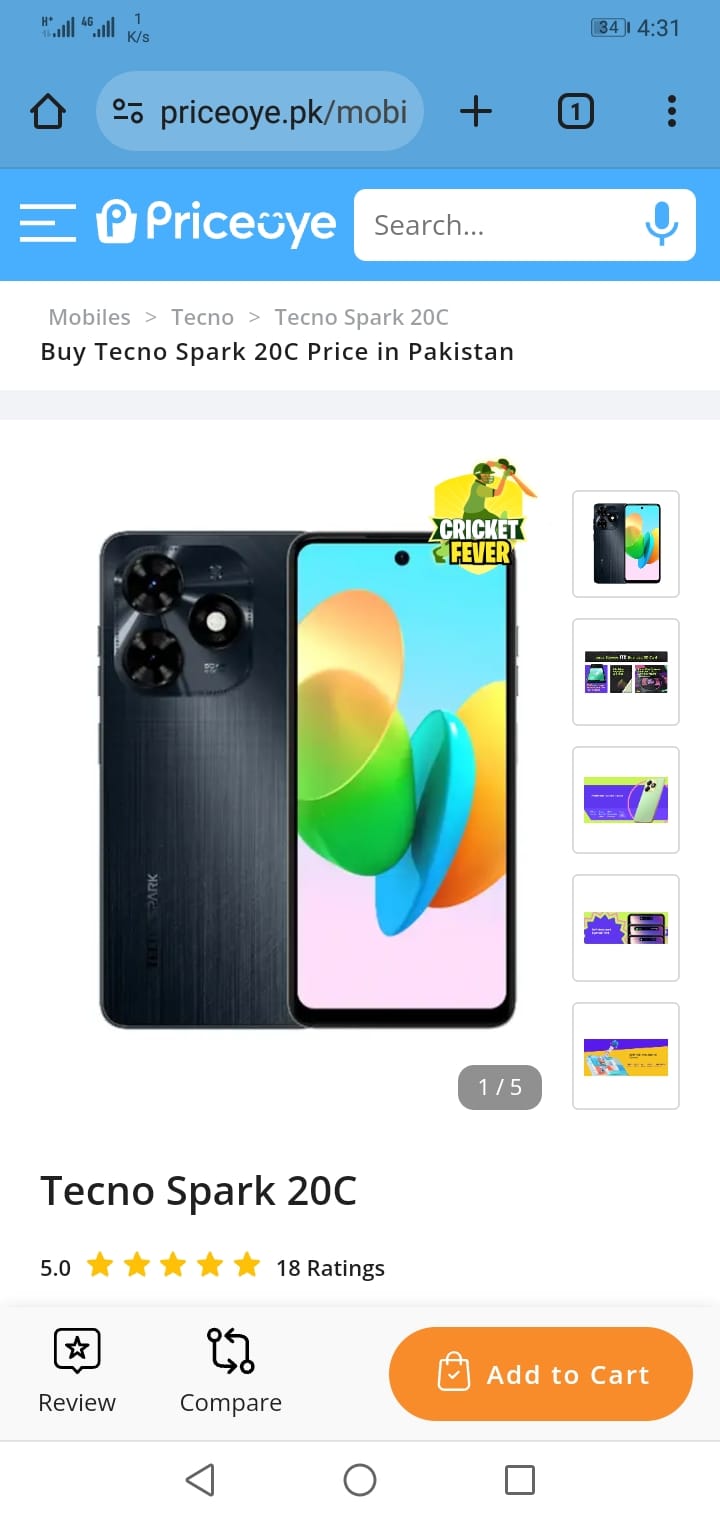 H+ 4G 1 K/s 34 4:31
priceoye.pk/mobi 1
Priceoye Search...
Mobiles > Tecno > Tecno Spark 20C
Buy Tecno Spark 20C Price in Pakistan
CRICKET
FEVER
SPARK
1 / 5
Tecno Spark 20C
5.0 18 Ratings
Review Compare Add to Cart